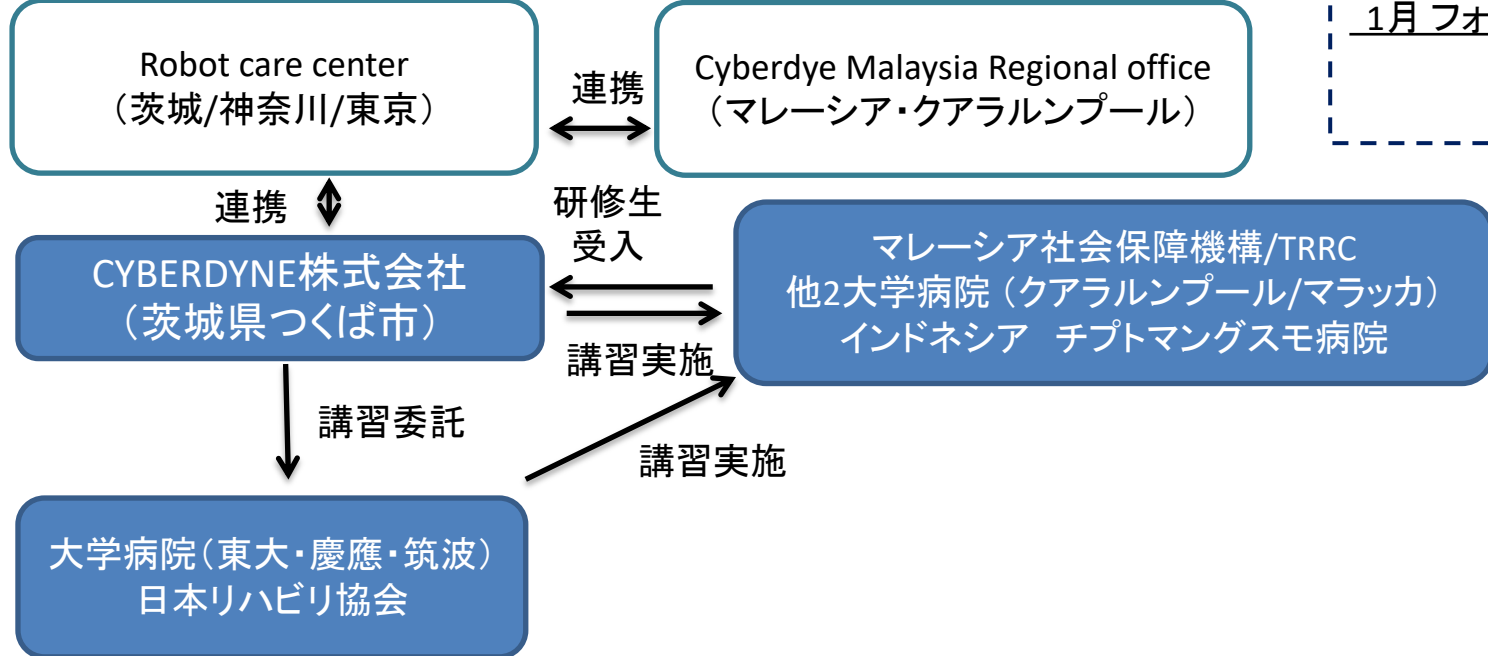 1月 フォ
Robot care center
（茨城/神奈川/東京）
連携
Cyberdye Malaysia Regional office
（マレーシア・クアラルンプール）
連携
研修生
受入
CYBERDYNE株式会社
（茨城県つくば市）
マレーシア社会保障機構/TRRC
他2大学病院（クアラルンプール/マラッカ）
インドネシア　チプトマングスモ病院
講習実施
講習委託
講習実施
大学病院（東大・慶應・筑波）
日本リハビリ協会